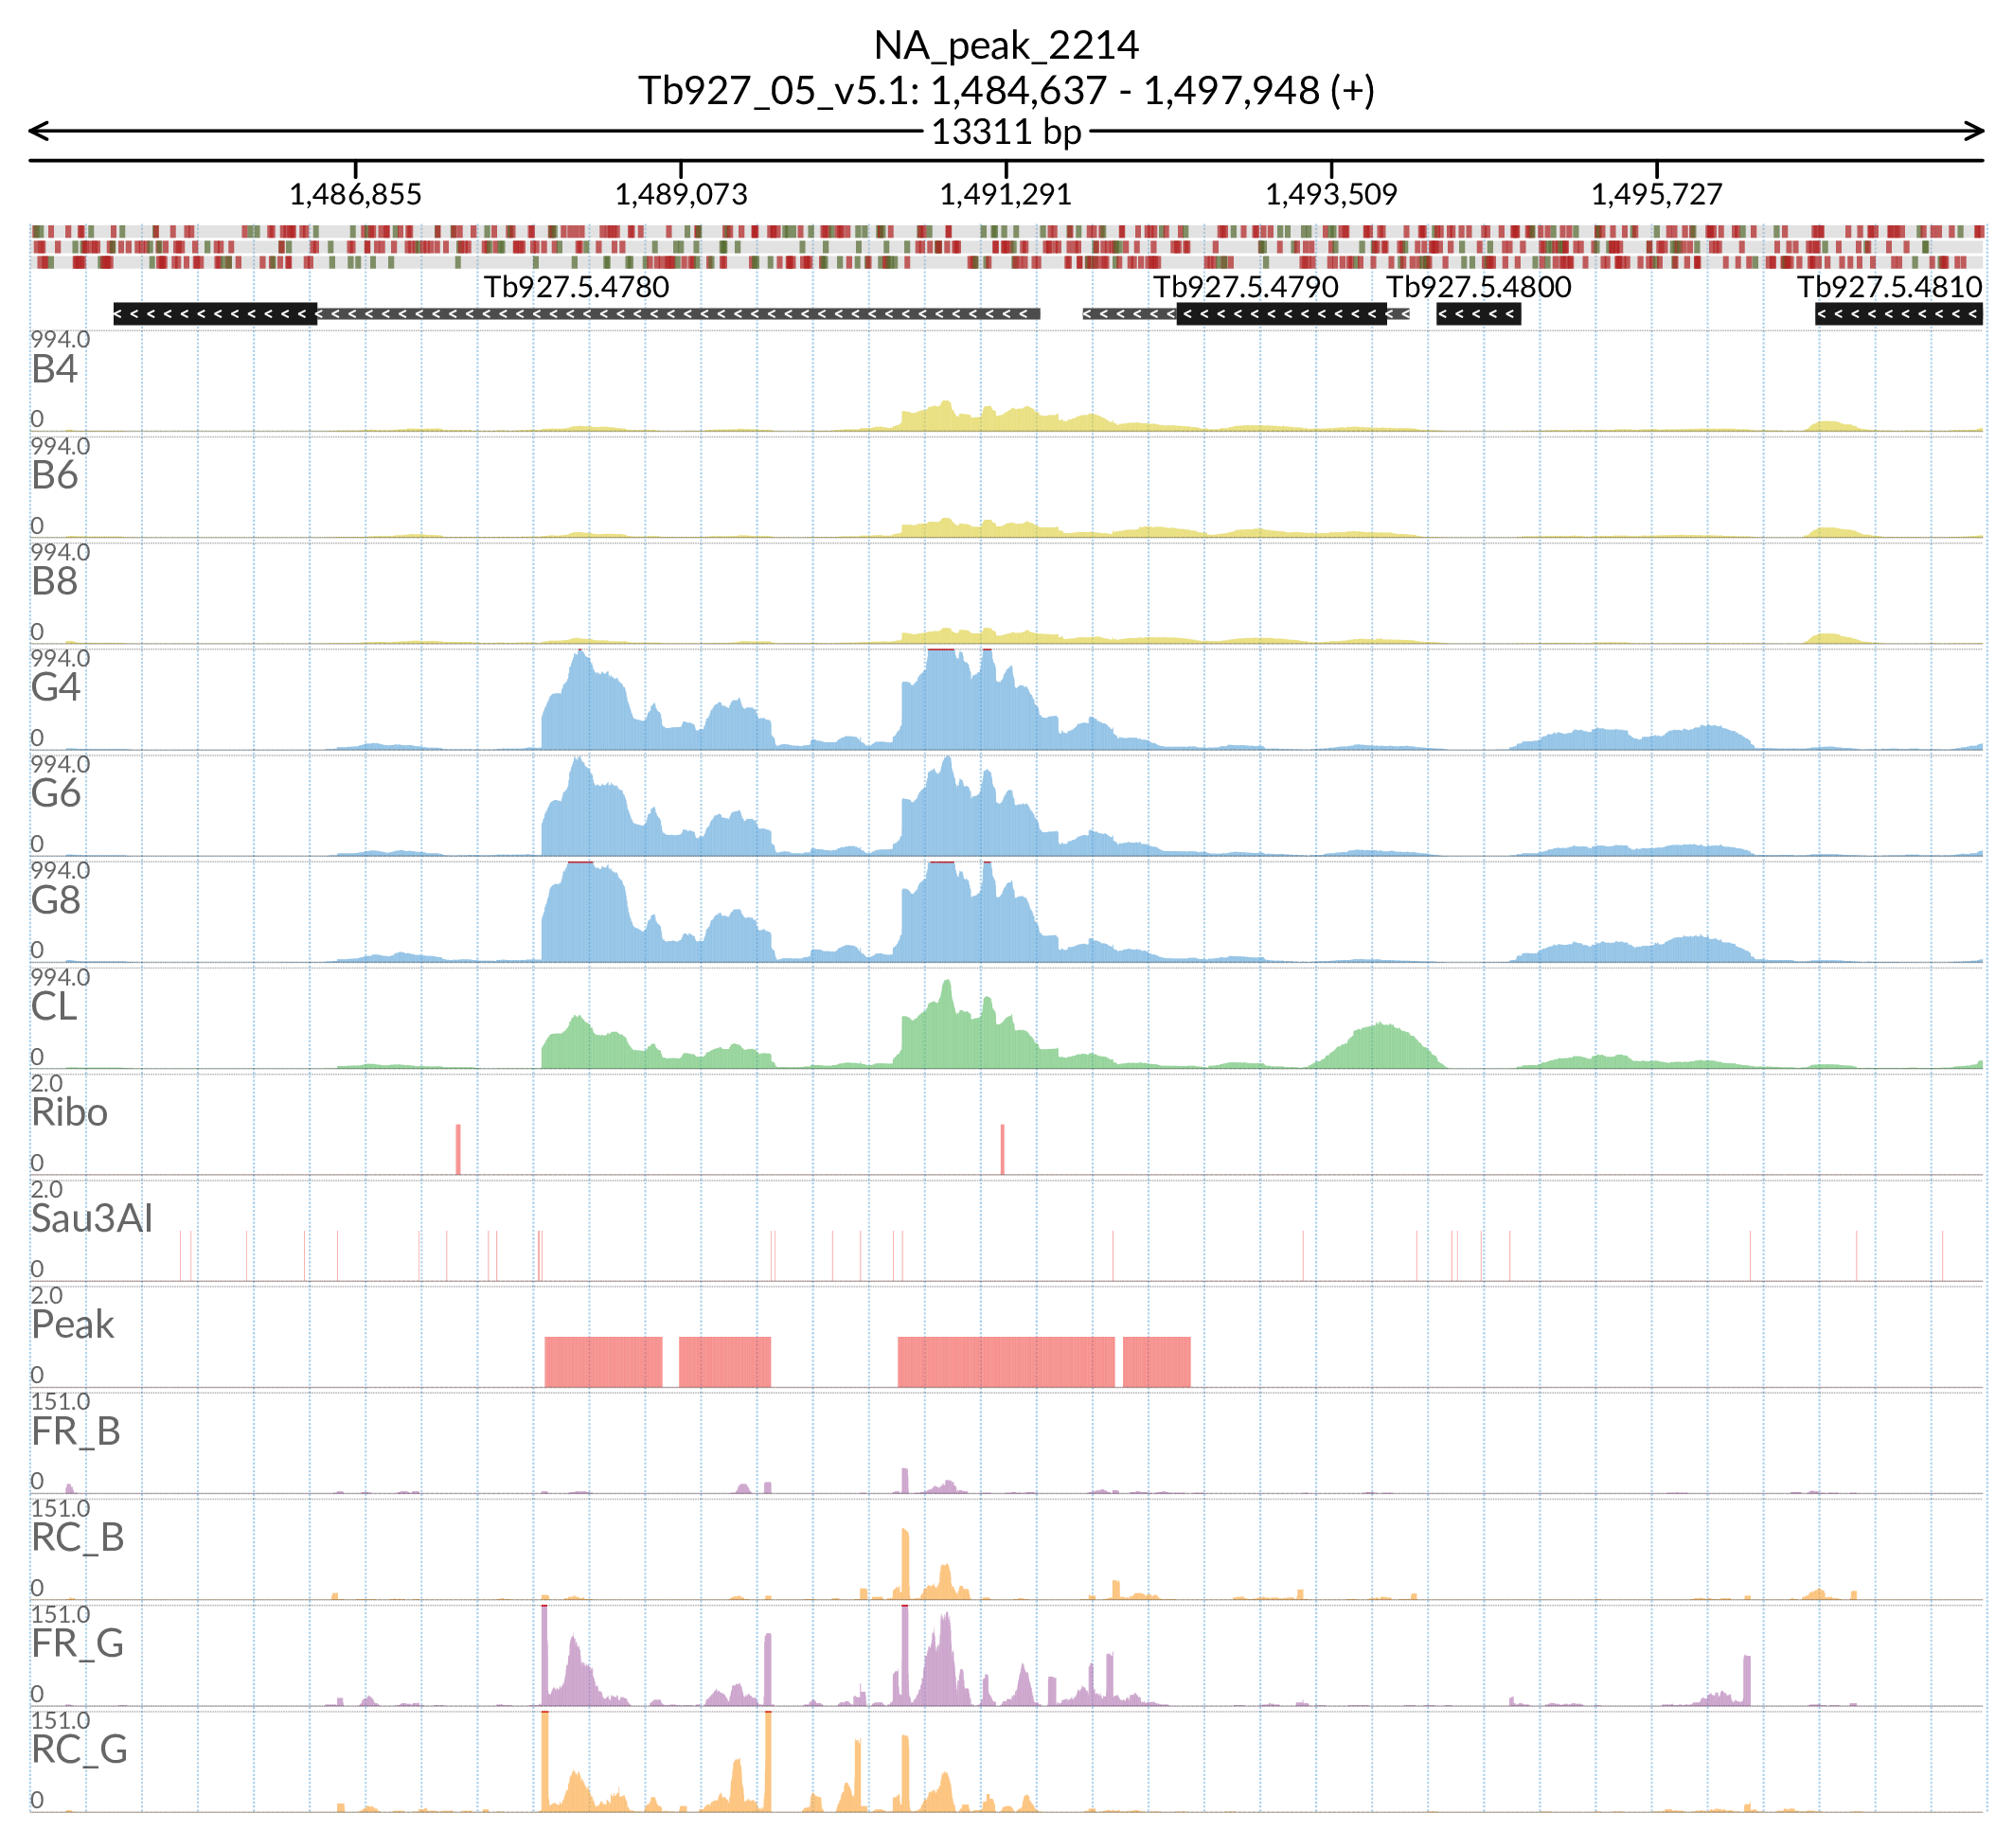 NA_peak_2214
Tb927_05_v5.1: 1,484,637 - 1,497,948 (+)
13311 bp
1,486,855 1,489,073 1,491,291 1,493,509 1,495,727
Tb927.5.4780 Tb927.5.4790 Tb927.5.4800 Tb927.5.4810
994.0
B4
0
994.0
B6
0
994.0
B8
0
994.0
G4
0
994.0
G6
0
994.0
G8
0
994.0
CL
0
2.0
Ribo
0
2.0
Sau3AI
0
2.0
Peak
0
151.0
FR_B
0
151.0
RC_B
0
151.0
FR_G
0
151.0
RC_G
0